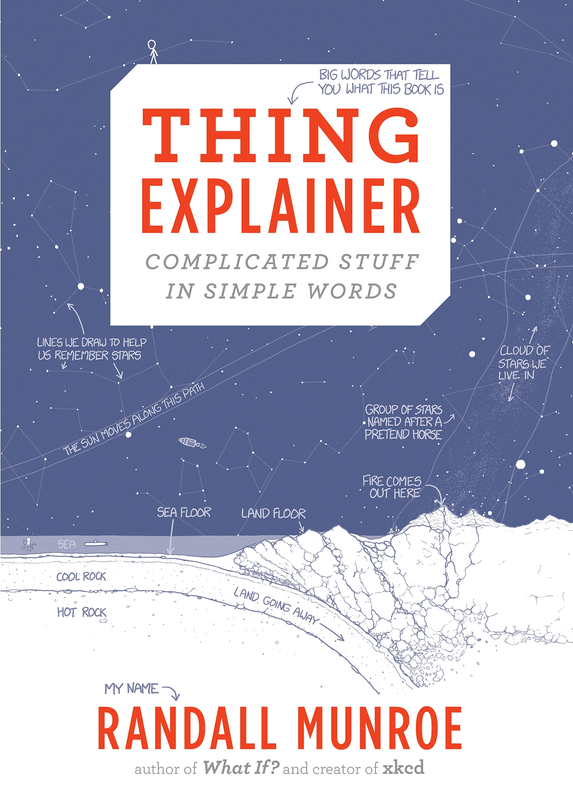 BIG WORDS THAT TELL
YOU WHAT THIS BOOK IS
THING
EXPLAINER
COMPLICATED STUFF
IN SIMPLE WORDS
LINES WE DRAW TO HELP
US REMEMBER STARS
CLOUD OF
STARS WE
LIVE IN
THE SUN MOVES ALONG THIS PATH
GROUP OF STARS
NAMED AFTER A
PRETEND HORSE
FIRE COMES
OUT HERE
SEA FLOOR
LAND FLOOR
SEA
COOL ROCK
LAND GOING AWAY
HOT ROCK
MY NAME
RANDALL MUNROE
author of What If? and creator of xkcd